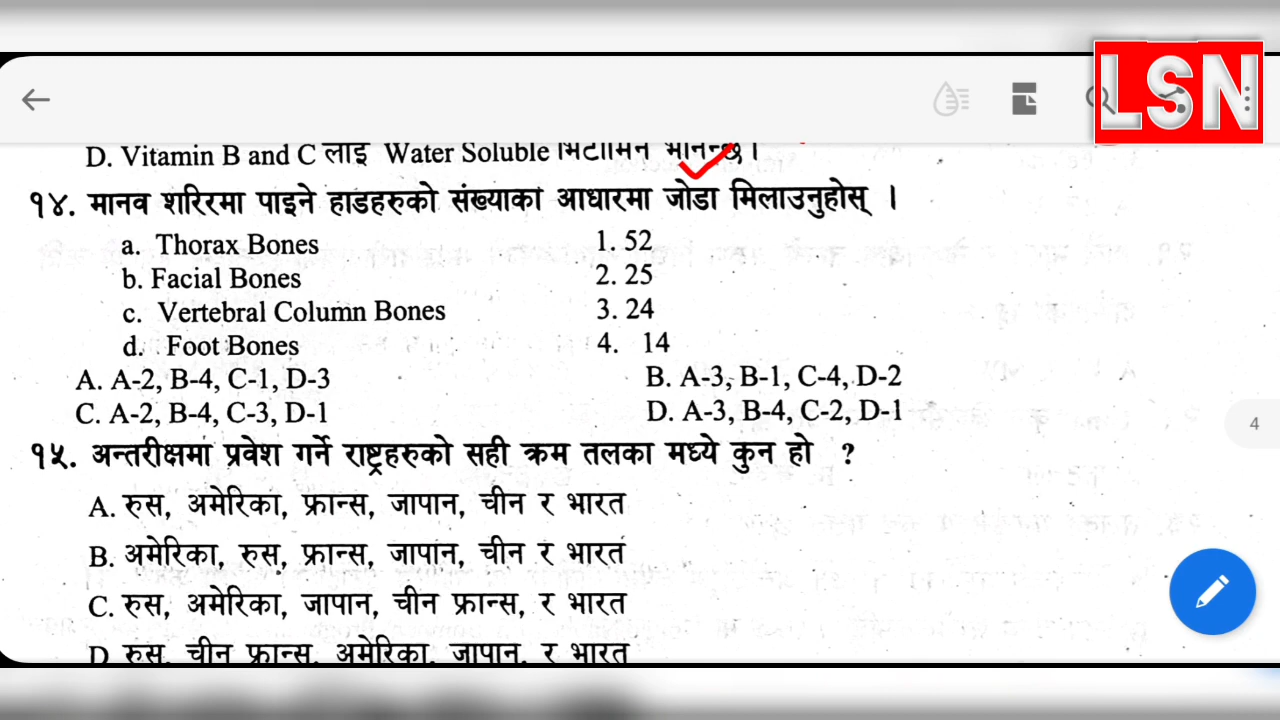 LSN
D. Vitamin B and C लाई Water Soluble भिटामिन भनिन्छ।
१४. मानव शरिरमा पाइने हाडहरुको संख्याका आधारमा जोडा मिलाउनुहोस् ।
a. Thorax Bones 1. 52
b. Facial Bones 2. 25
c. Vertebral Column Bones 3. 24
d. Foot Bones 4. 14
A. A-2, B-4, C-1, D-3 B. A-3, B-1, C-4, D-2
C. A-2, B-4, C-3, D-1 D. A-3, B-4, C-2, D-1
4
१५. अन्तरीक्षमा प्रवेश गर्ने राष्ट्रहरुको सही क्रम तलका मध्ये कुन हो ?
A. रुस, अमेरिका, फ्रान्स, जापान, चीन र भारत
B. अमेरिका, रुस, फ्रान्स, जापान, चीन र भारत
C. रुस, अमेरिका, जापान, चीन फ्रान्स, र भारत
D रुस, चीन फ्रान्स, अमेरिका, जापान, र भारत